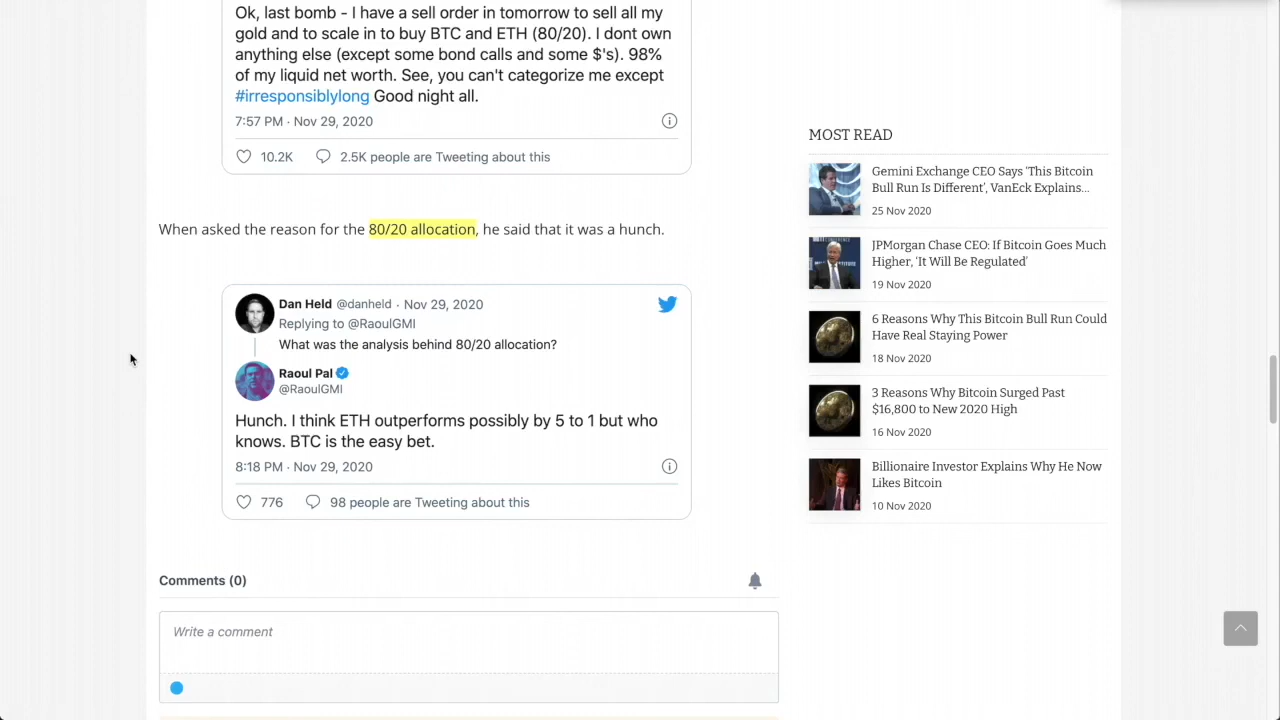 Ok, last bomb - I have a sell order in tomorrow to sell all my
gold and to scale in to buy BTC and ETH (80/20). I dont own
anything else (except some bond calls and some $'s). 98%
of my liquid net worth. See, you can't categorize me except
#irresponsiblylong Good night all.
7:57 PM · Nov 29, 2020
10.2K 2.5K people are Tweeting about this
When asked the reason for the 80/20 allocation, he said that it was a hunch.
Dan Held @danheld · Nov 29, 2020
Replying to @RaoulGMI
What was the analysis behind 80/20 allocation?
Raoul Pal
@RaoulGMI
Hunch. I think ETH outperforms possibly by 5 to 1 but who
knows. BTC is the easy bet.
8:18 PM · Nov 29, 2020
776 98 people are Tweeting about this
Comments (0)
Write a comment
MOST READ
Gemini Exchange CEO Says 'This Bitcoin
Bull Run Is Different', VanEck Explains...
25 Nov 2020
JPMorgan Chase CEO: If Bitcoin Goes Much
Higher, 'It Will Be Regulated'
19 Nov 2020
6 Reasons Why This Bitcoin Bull Run Could
Have Real Staying Power
18 Nov 2020
3 Reasons Why Bitcoin Surged Past
$16,800 to New 2020 High
16 Nov 2020
Billionaire Investor Explains Why He Now
Likes Bitcoin
10 Nov 2020